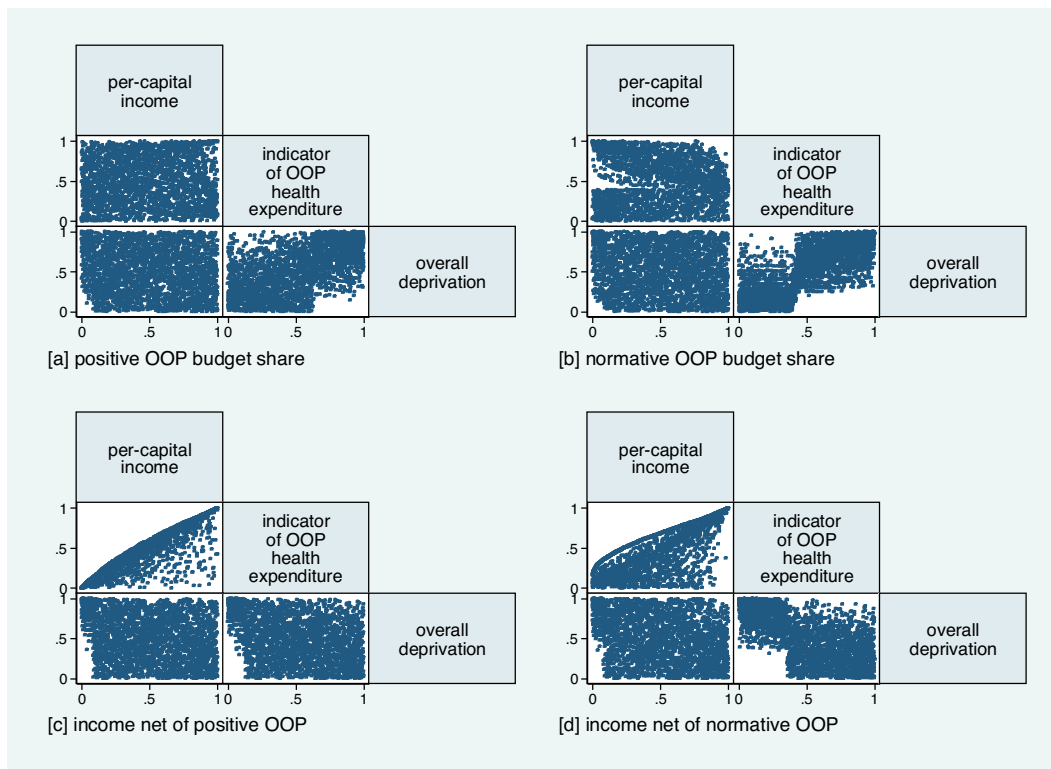 per-capital
income
1
.5
0
indicator
of OOP
health
expenditure
1
.5
0
overall
deprivation
0 .5 1 0 .5 1
[a] positive OOP budget share
per-capital
income
1
.5
0
indicator
of OOP
health
expenditure
1
.5
0
overall
deprivation
0 .5 1 0 .5 1
[b] normative OOP budget share
per-capital
income
1
.5
0
indicator
of OOP
health
expenditure
1
.5
0
overall
deprivation
0 .5 1 0 .5 1
[c] income net of positive OOP
per-capital
income
1
.5
0
indicator
of OOP
health
expenditure
1
.5
0
overall
deprivation
0 .5 1 0 .5 1
[d] income net of normative OOP